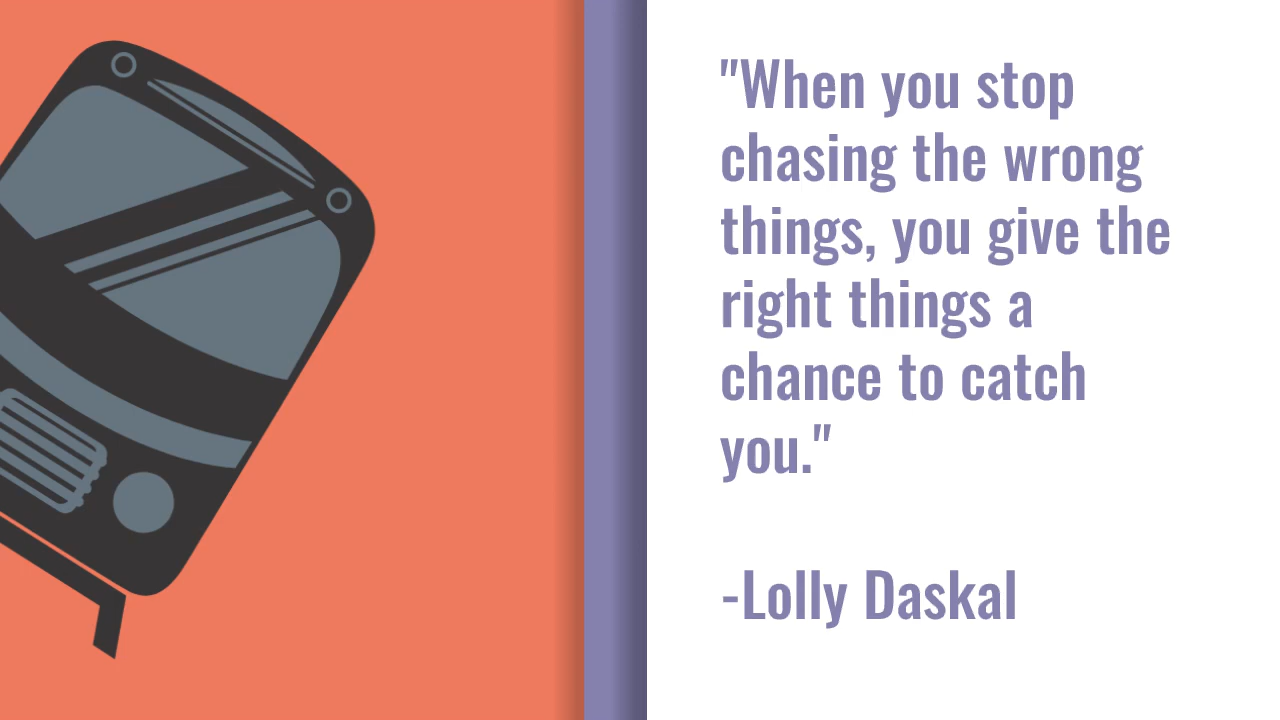 "When you stop
chasing the wrong
things, you give the
right things a
chance to catch
you."
-Lolly Daskal